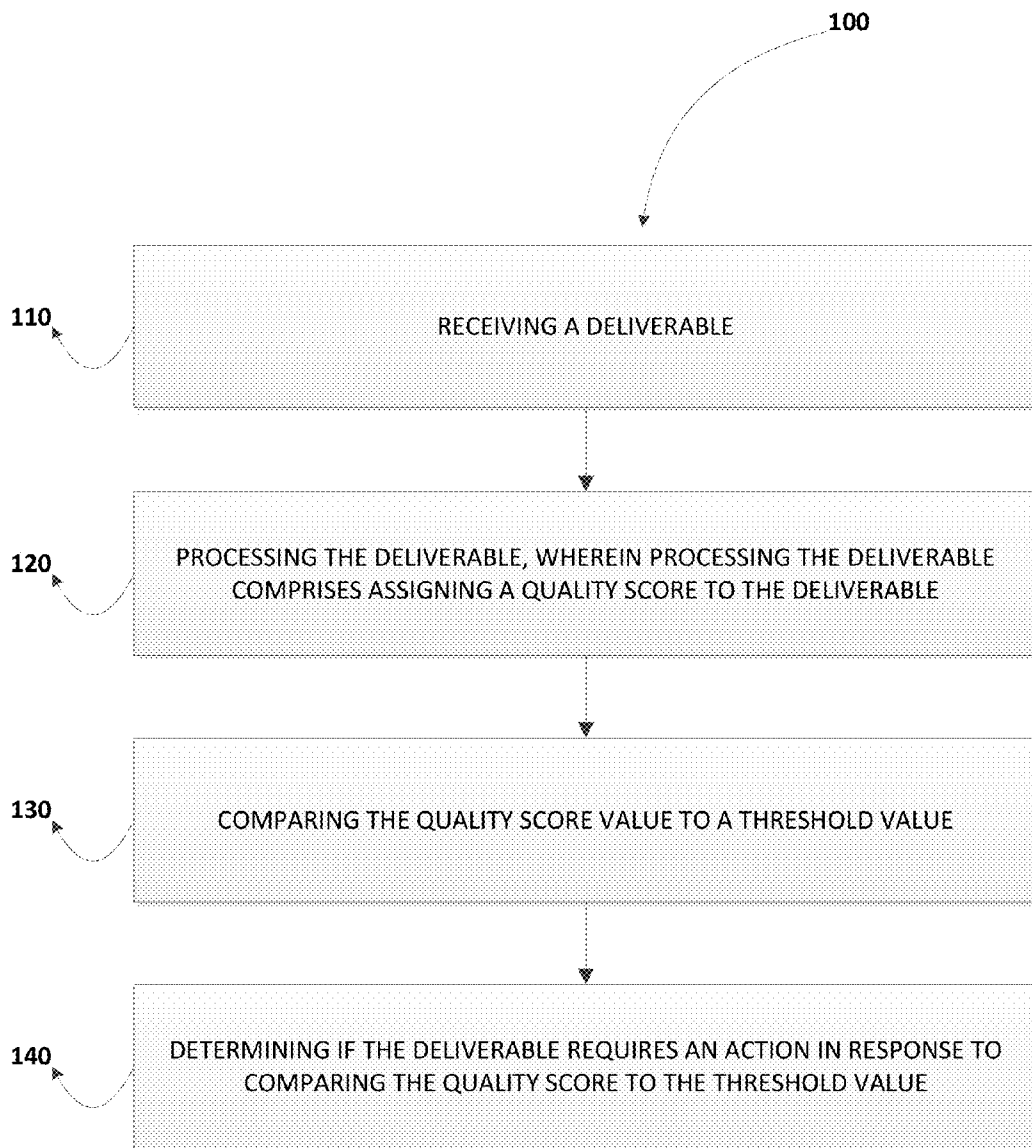 100
110
RECEIVING A DELIVERABLE
120
PROCESSING THE DELIVERABLE, WHEREIN PROCESSING THE DELIVERABLE
COMPRISES ASSIGNING A QUALITY SCORE TO THE DELIVERABLE
130
COMPARING THE QUALITY SCORE VALUE TO A THRESHOLD VALUE
140
DETERMINING IF THE DELIVERABLE REQUIRES AN ACTION IN RESPONSE TO
COMPARING THE QUALITY SCORE TO THE THRESHOLD VALUE